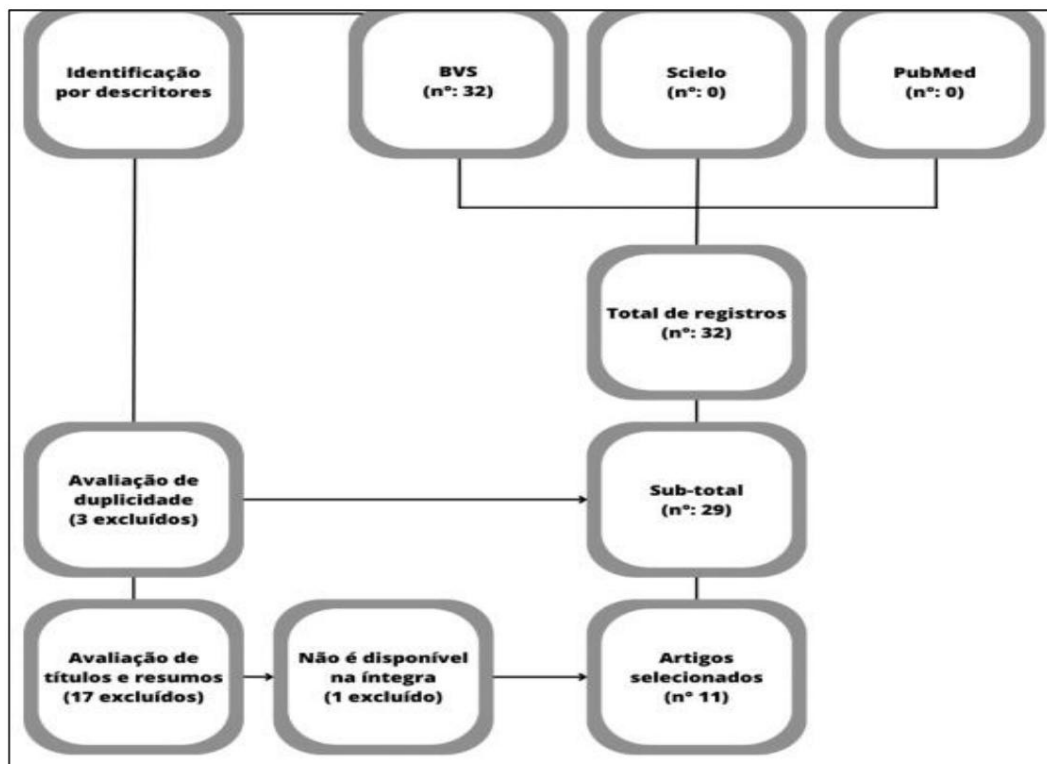 Identificação
por descritores
BVS
(nº: 32)
Scielo
(nº: 0)
PubMed
(nº: 0)
Total de registros
(nº: 32)
Avaliação de
duplicidade
(3 excluídos)
Sub-total
(nº: 29)
Avaliação de
títulos e resumos
(17 excluídos)
Não é disponível
na íntegra
(1 excluído)
Artigos
selecionados
(nº 11)